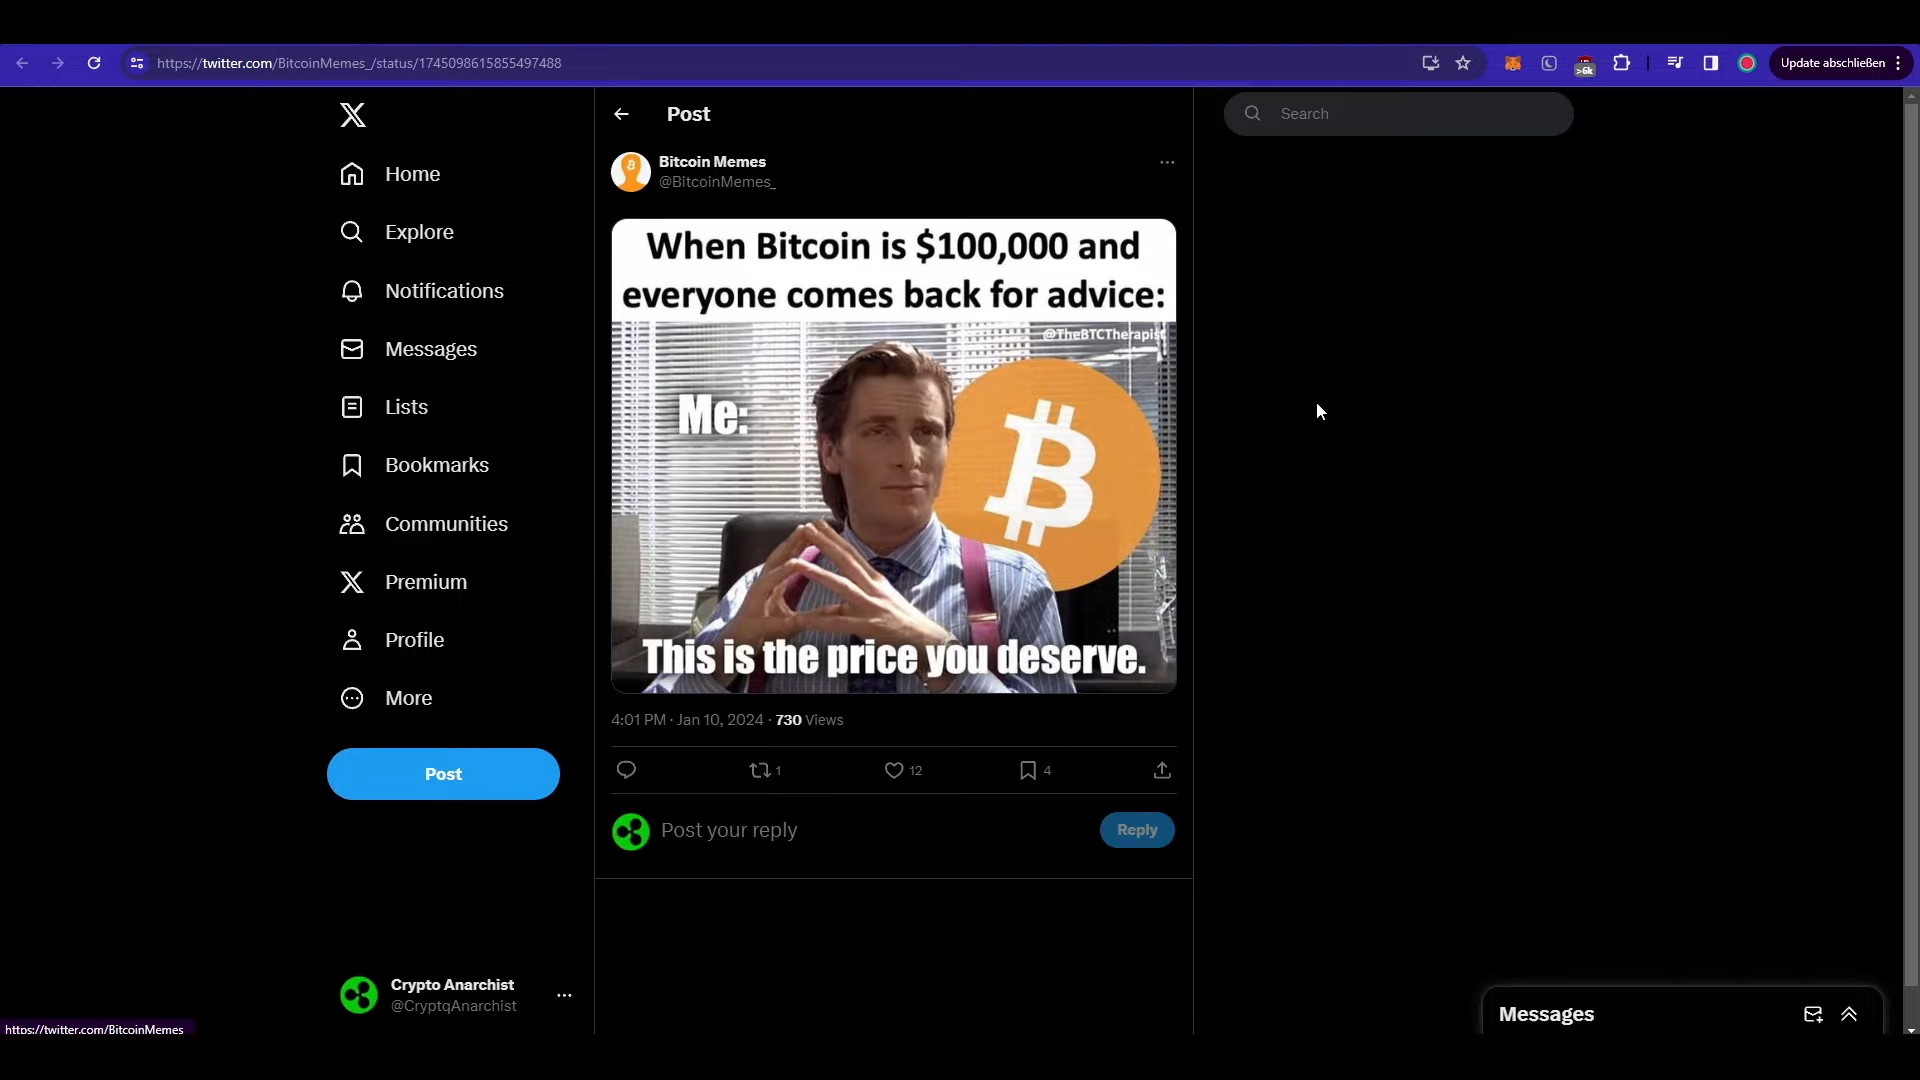 https://twitter.com/BitcoinMemes_/status/1745098615855497488
>6k
Update abschließen
Home
Explore
Notifications
Messages
Lists
Bookmarks
Communities
Premium
Profile
More
Post
Crypto Anarchist
@CryptqAnarchist
https://twitter.com/BitcoinMemes
Post
Bitcoin Memes
@BitcoinMemes_
When Bitcoin is $100,000 and
everyone comes back for advice:
@TheBTCTherapist
Me:
This is the price you deserve.
4:01 PM · Jan 10, 2024 · 730 Views
1 12 4
Post your reply
Reply
Search
Messages